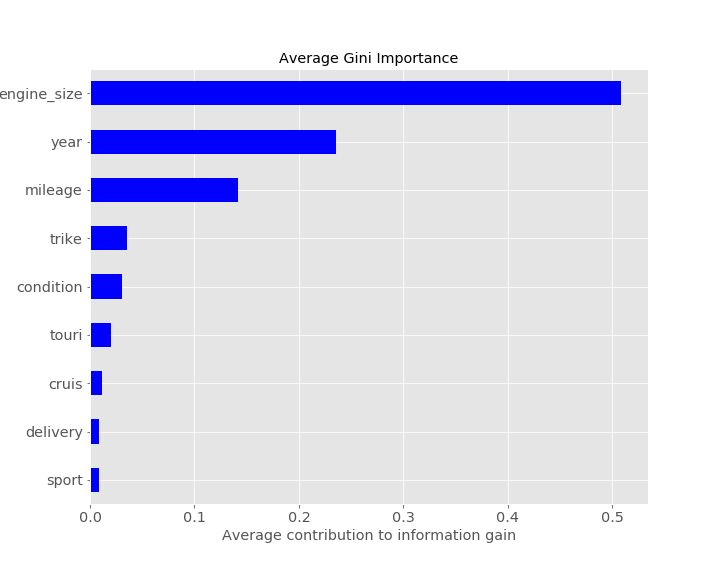 Average Gini Importance
engine_size
year
mileage
trike
condition
touri
cruis
delivery
sport
0.0 0.1 0.2 0.3 0.4 0.5
Average contribution to information gain